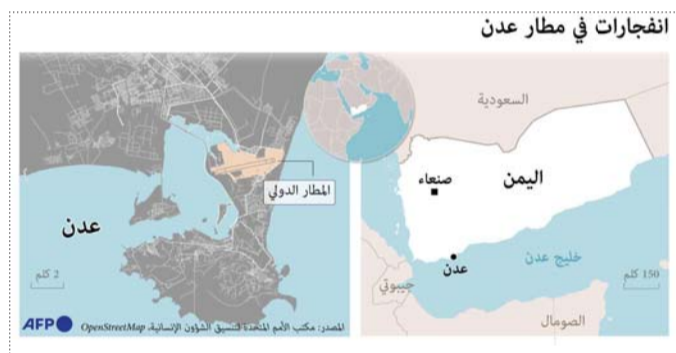 انفجارات في مطار عدن
السعودية
اليمن
صنعاء
عدن
خليج عدن
جيبوتي
الصومال
150 كلم
المطار الدولي
عدن
2 كلم
المصدر: مكتب الأمم المتحدة لتنسيق الشؤون الإنسانية، OpenStreetMap
AFP